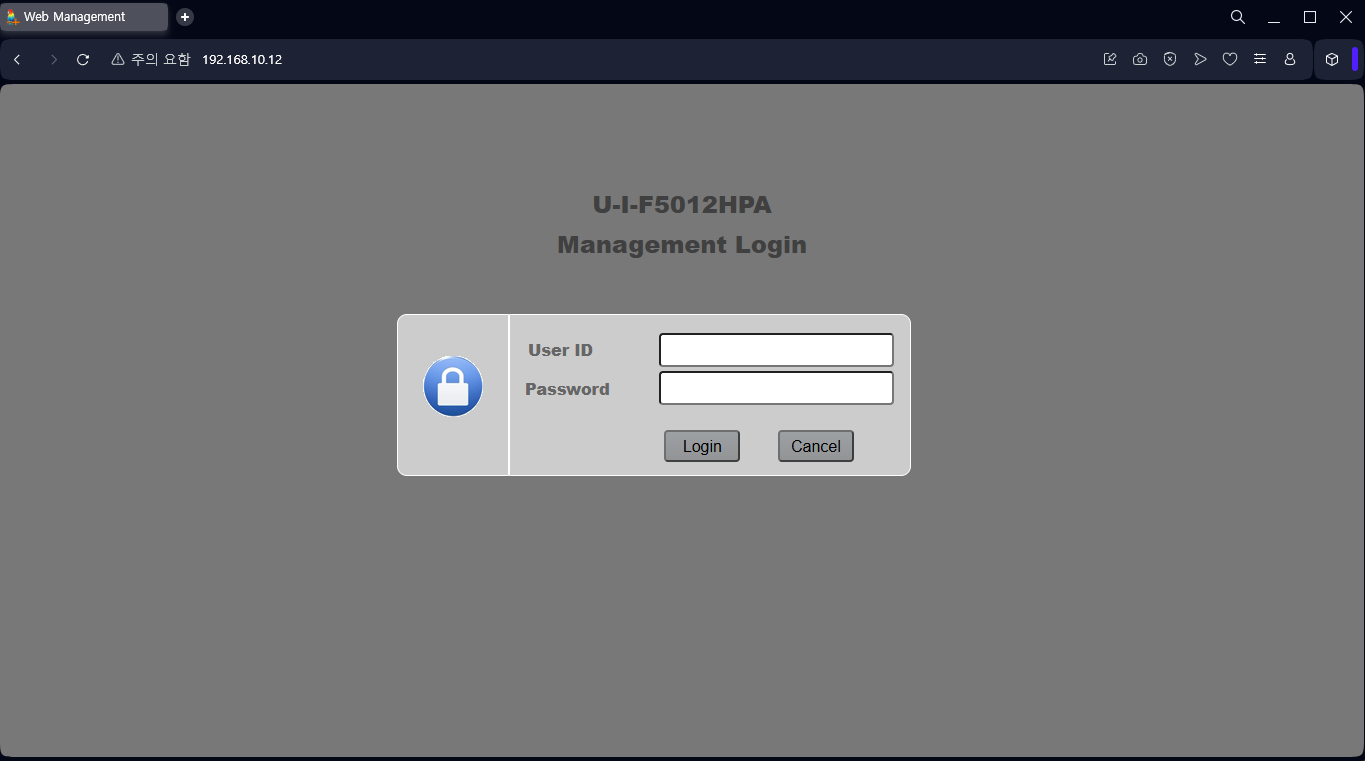 Web Management
주의 요함 192.168.10.12
U-I-F5012HPA
Management Login
User ID
Password
Login Cancel